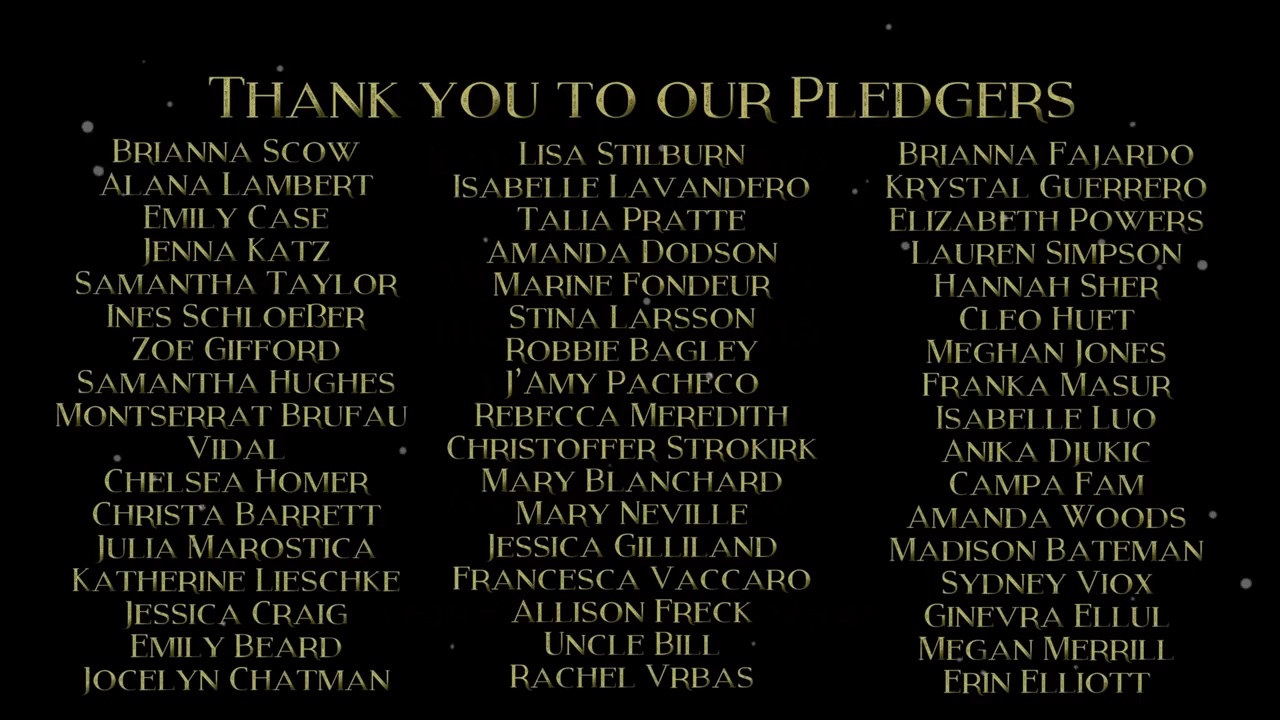 Thank you to our Pledgers
Brianna Scow
Alana Lambert
Emily Case
Jenna Katz
Samantha Taylor
Ines Schloeßer
Zoe Gifford
Samantha Hughes
Montserrat Brufau
Vidal
Chelsea Homer
Christa Barrett
Julia Marostica
Katherine Lieschke
Jessica Craig
Emily Beard
Jocelyn Chatman
Lisa Stilburn
Isabelle Lavandero
Talia Pratte
Amanda Dodson
Marine Fondeur
Stina Larsson
Robbie Bagley
J'Amy Pacheco
Rebecca Meredith
Christoffer Strokirk
Mary Blanchard
Mary Neville
Jessica Gilliland
Francesca Vaccaro
Allison Freck
Uncle Bill
Rachel Vrbas
Brianna Fajardo
Krystal Guerrero
Elizabeth Powers
Lauren Simpson
Hannah Sher
Cleo Huet
Meghan Jones
Franka Masur
Isabelle Luo
Anika Djukic
Campa Fam
Amanda Woods
Madison Bateman
Sydney Viox
Ginevra Ellul
Megan Merrill
Erin Elliott